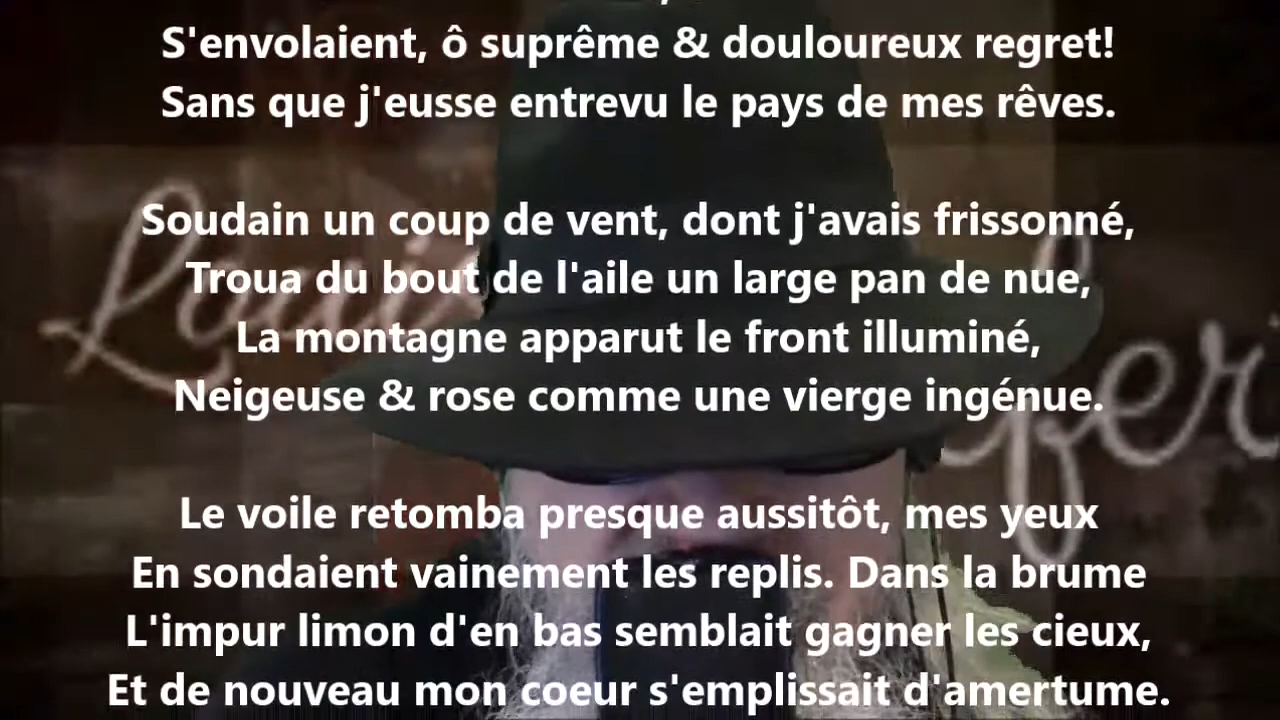 S'envolaient, ô suprême & douloureux regret!
Sans que j'eusse entrevu le pays de mes rêves.
Soudain un coup de vent, dont j'avais frissonné,
Troua du bout de l'aile un large pan de nue,
La montagne apparut le front illuminé,
Neigeuse & rose comme une vierge ingénue.
Le voile retomba presque aussitôt, mes yeux
En sondaient vainement les replis. Dans la brume
L'impur limon d'en bas semblait gagner les cieux,
Et de nouveau mon coeur s'emplissait d'amertume.